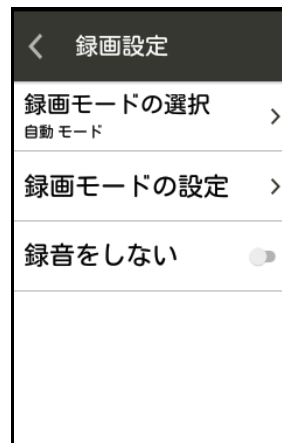 録画設定
録画モードの選択
自動 モード
録画モードの設定
録音をしない